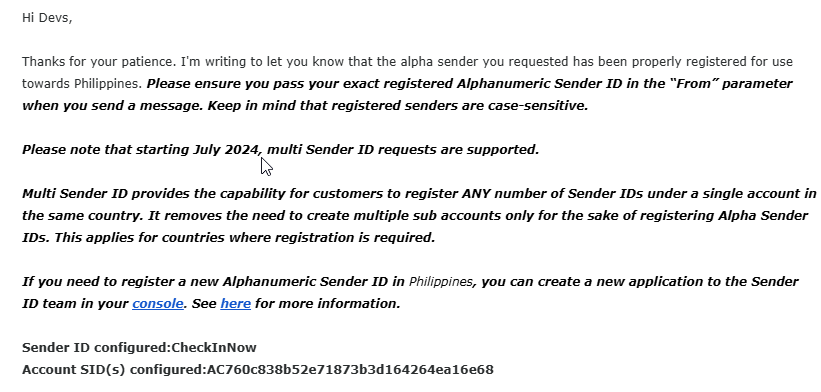 Hi Devs,
Thanks for your patience. I'm writing to let you know that the alpha sender you requested has been properly registered for use
towards Philippines. Please ensure you pass your exact registered Alphanumeric Sender ID in the “From” parameter
when you send a message. Keep in mind that registered senders are case-sensitive.
Please note that starting July 2024, multi Sender ID requests are supported.
Multi Sender ID provides the capability for customers to register ANY number of Sender IDs under a single account in
the same country. It removes the need to create multiple sub accounts only for the sake of registering Alpha Sender
IDs. This applies for countries where registration is required.
If you need to register a new Alphanumeric Sender ID in Philippines, you can create a new application to the Sender
ID team in your console. See here for more information.
Sender ID configured:CheckInNow
Account SID(s) configured:AC760c838b52e71873b3d164264ea16e68